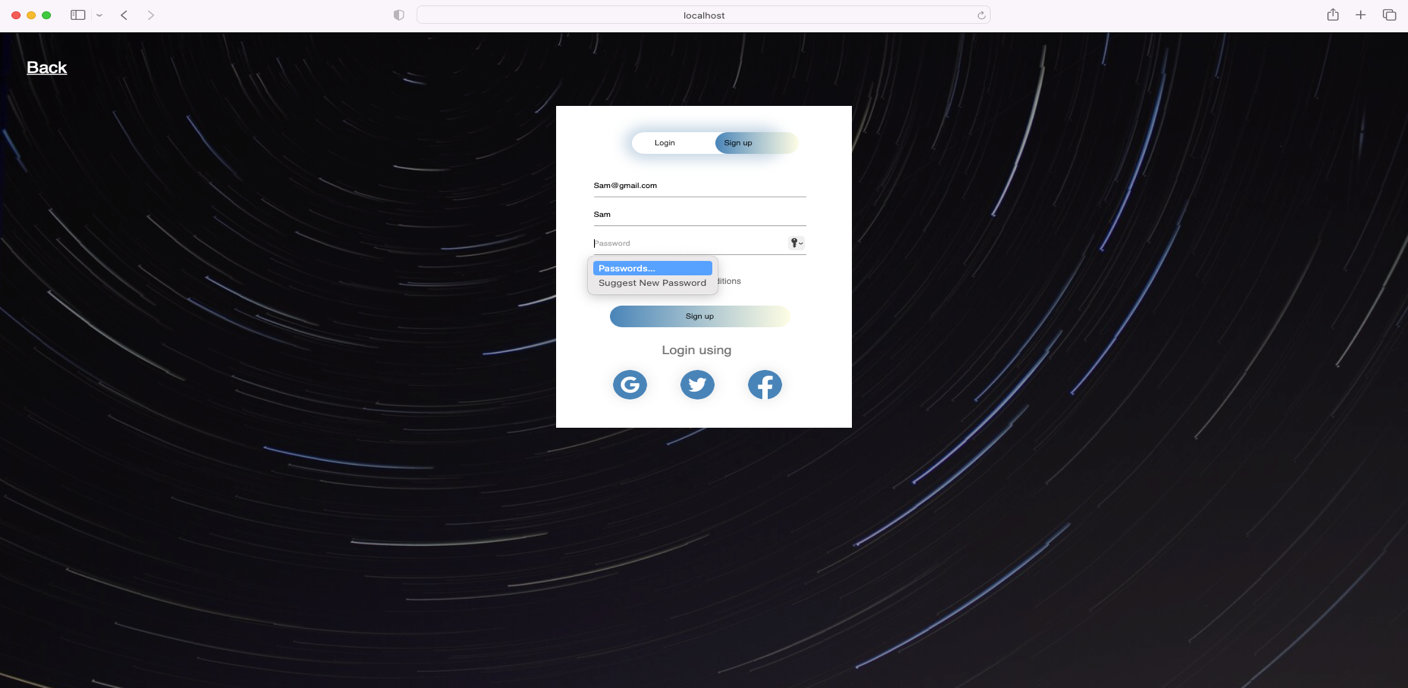 localhost
Back
Login Sign up
Sam@gmail.com
Sam
Password
Passwords...
Suggest New Password
ditions
Sign up
Login using